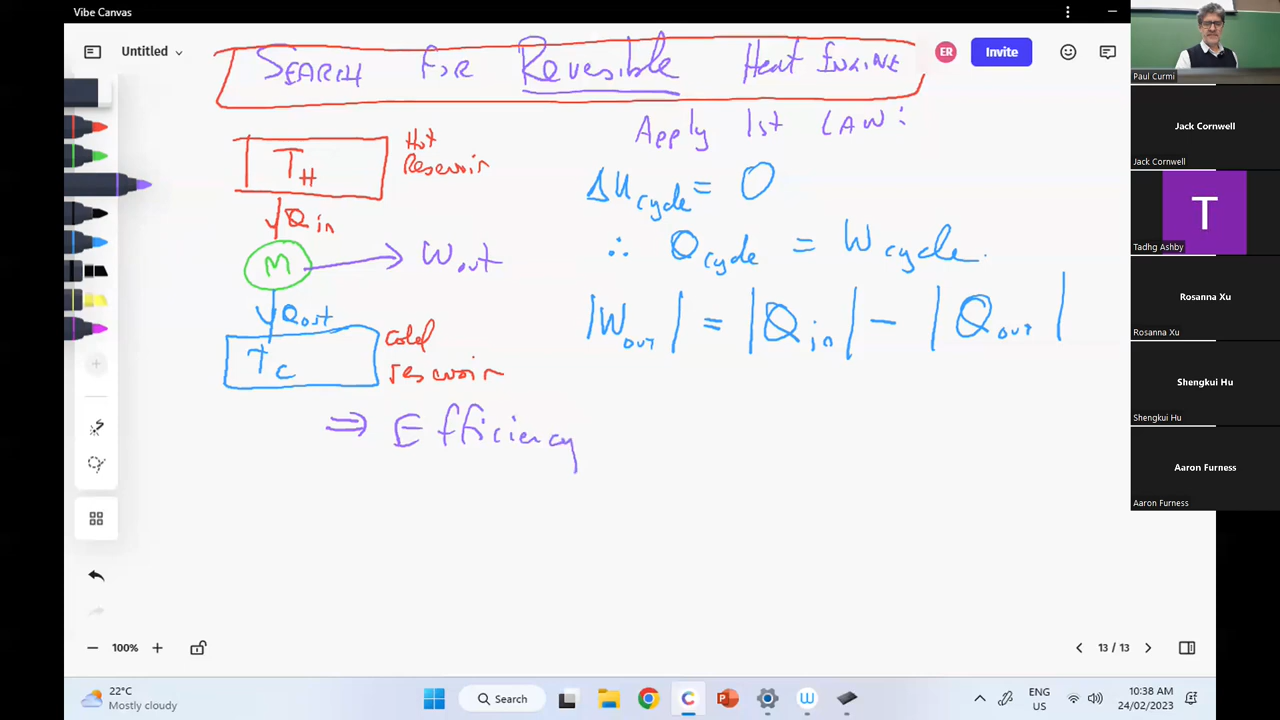 Vibe Canvas
Untitled
ER
Invite
SEARCH FOR Revesible Heat ENGINE
Apply 1st LAW:
TH
Hot Reservoir
Qin
M
Wout
Qout
TC
cold reservoir
ΔUcycle = 0
∴ Qcycle = Wcycle.
|Wout| = |Qin| - |Qout|
⇒ Efficiency
Paul Curmi
Jack Cornwell
Jack Cornwell
T
Tadhg Ashby
Rosanna Xu
Rosanna Xu
Shengkui Hu
Shengkui Hu
Aaron Furness
Aaron Furness
100%
13 / 13
22°C
Mostly cloudy
Search
ENG
US
10:38 AM
24/02/2023